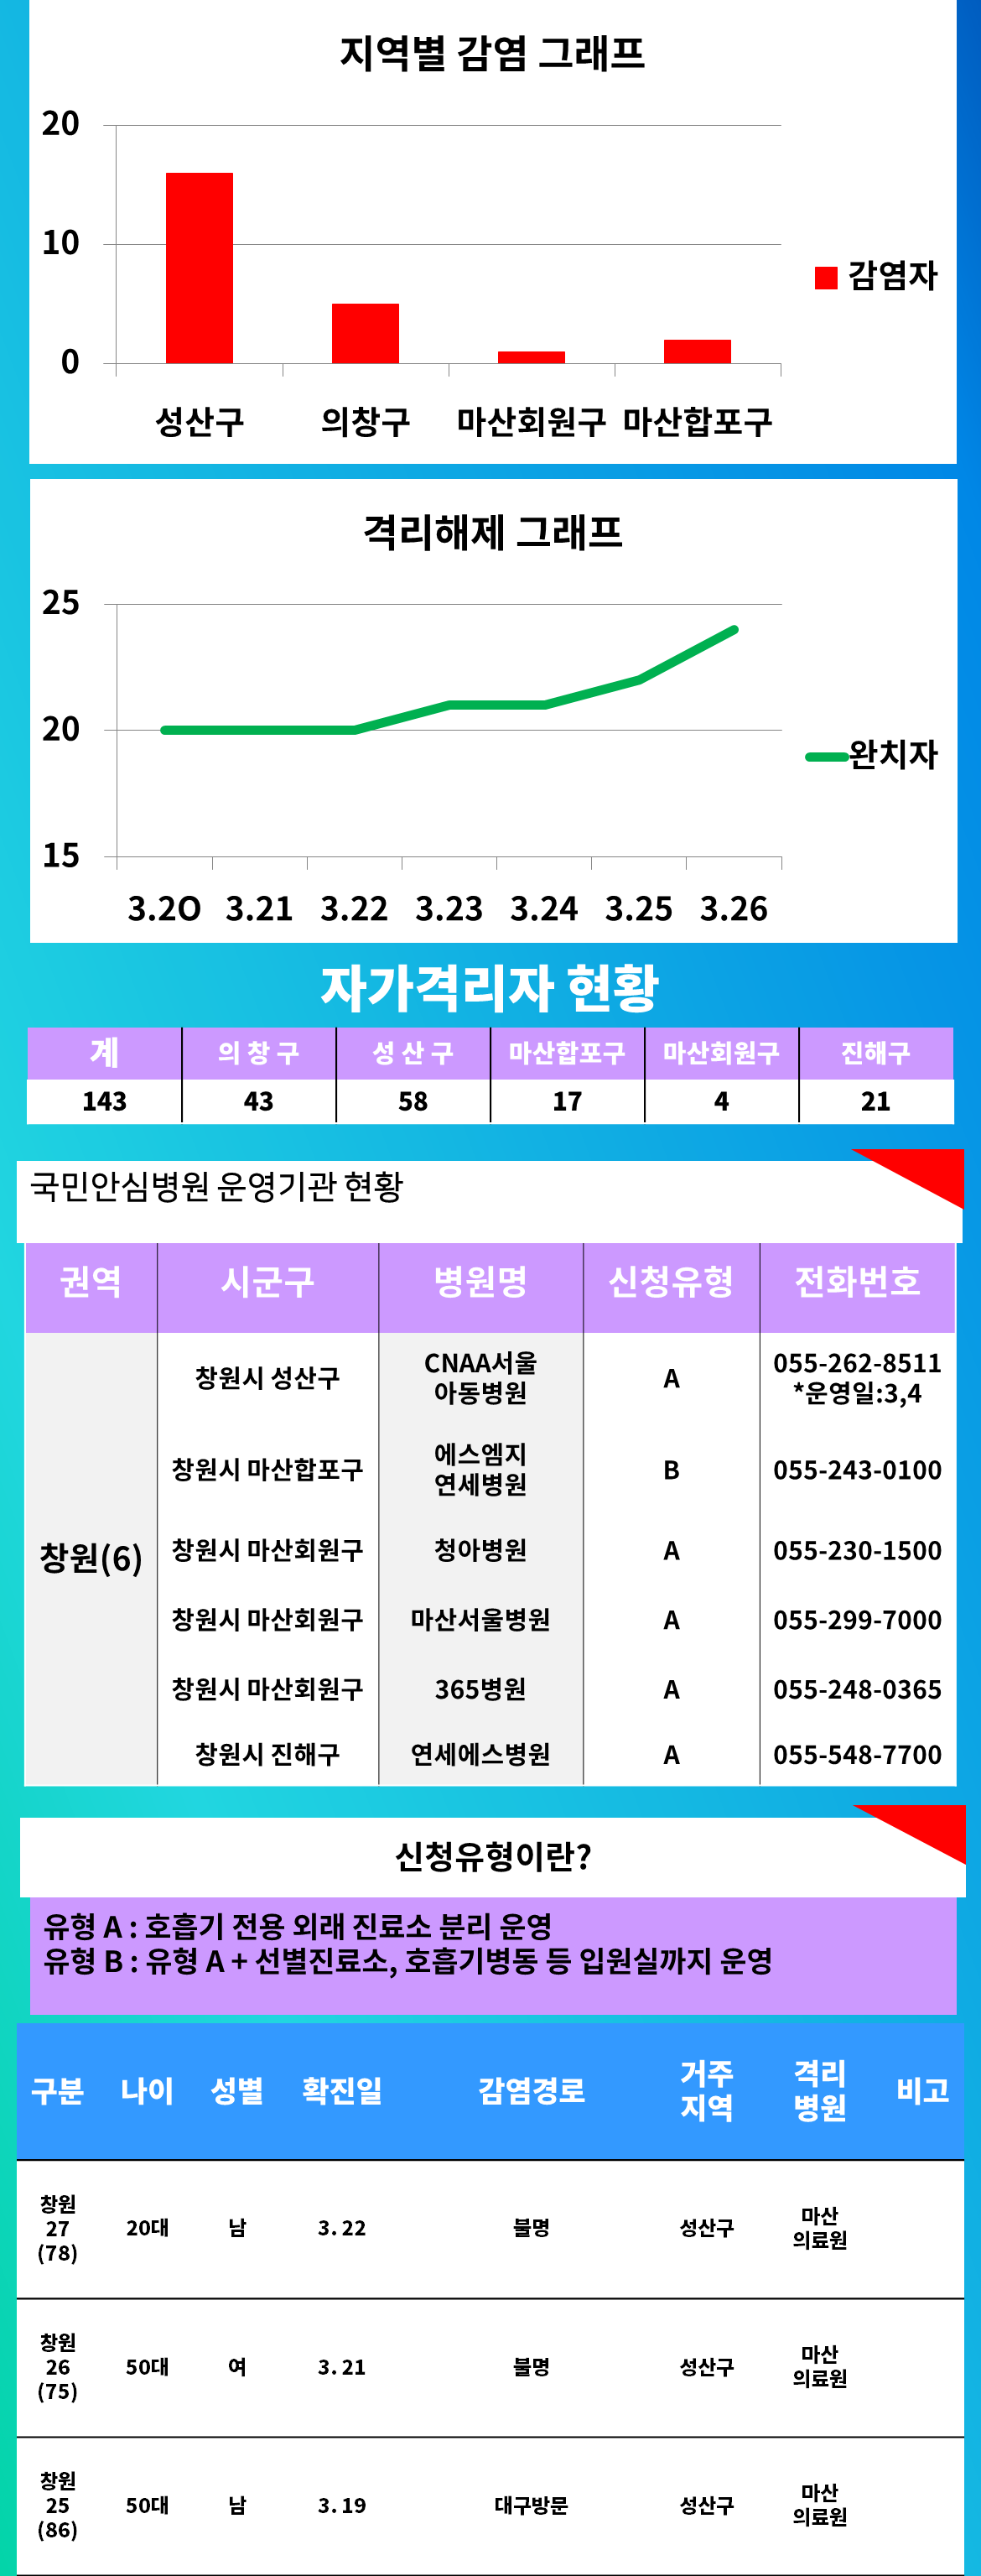 지역별 감염 그래프
20
10
0
감염자
성산구 의창구 마산회원구 마산합포구
격리해제 그래프
25
20
15
완치자
3.20 3.21 3.22 3.23 3.24 3.25 3.26
자가격리자 현황
계 의 창 구 성 산 구 마산합포구 마산회원구 진해구
143 43 58 17 4 21
국민안심병원 운영기관 현황
권역 시군구 병원명 신청유형 전화번호
창원(6)
창원시 성산구 CNAA서울 아동병원 A 055-262-8511 *운영일:3,4
창원시 마산합포구 에스엠지 연세병원 B 055-243-0100
창원시 마산회원구 청아병원 A 055-230-1500
창원시 마산회원구 마산서울병원 A 055-299-7000
창원시 마산회원구 365병원 A 055-248-0365
창원시 진해구 연세에스병원 A 055-548-7700
신청유형이란?
유형 A : 호흡기 전용 외래 진료소 분리 운영
유형 B : 유형 A + 선별진료소, 호흡기병동 등 입원실까지 운영
구분 나이 성별 확진일 감염경로 거주 지역 격리 병원 비고
창원 27 (78) 20대 남 3. 22 불명 성산구 마산 의료원
창원 26 (75) 50대 여 3. 21 불명 성산구 마산 의료원
창원 25 (86) 50대 남 3. 19 대구방문 성산구 마산 의료원